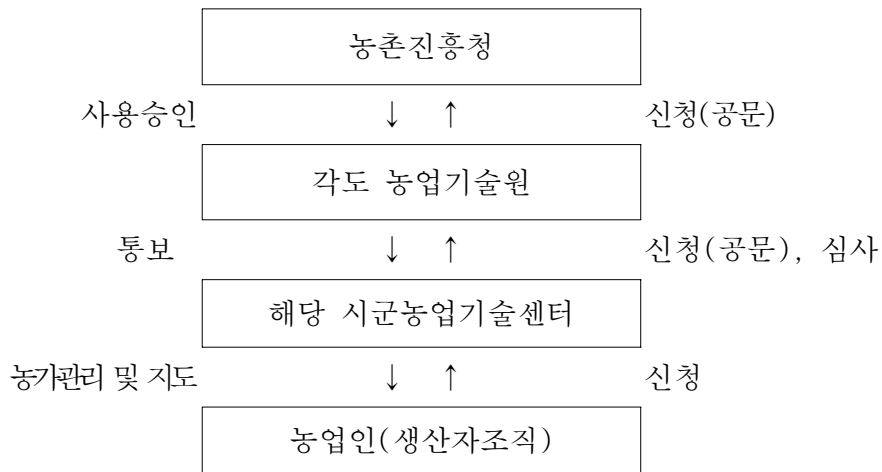 농촌진흥청
사용승인 ↓ ↑ 신청(공문)
각도 농업기술원
통보 ↓ ↑ 신청(공문), 심사
해당 시군농업기술센터
농가관리 및 지도 ↓ ↑ 신청
농업인(생산자조직)